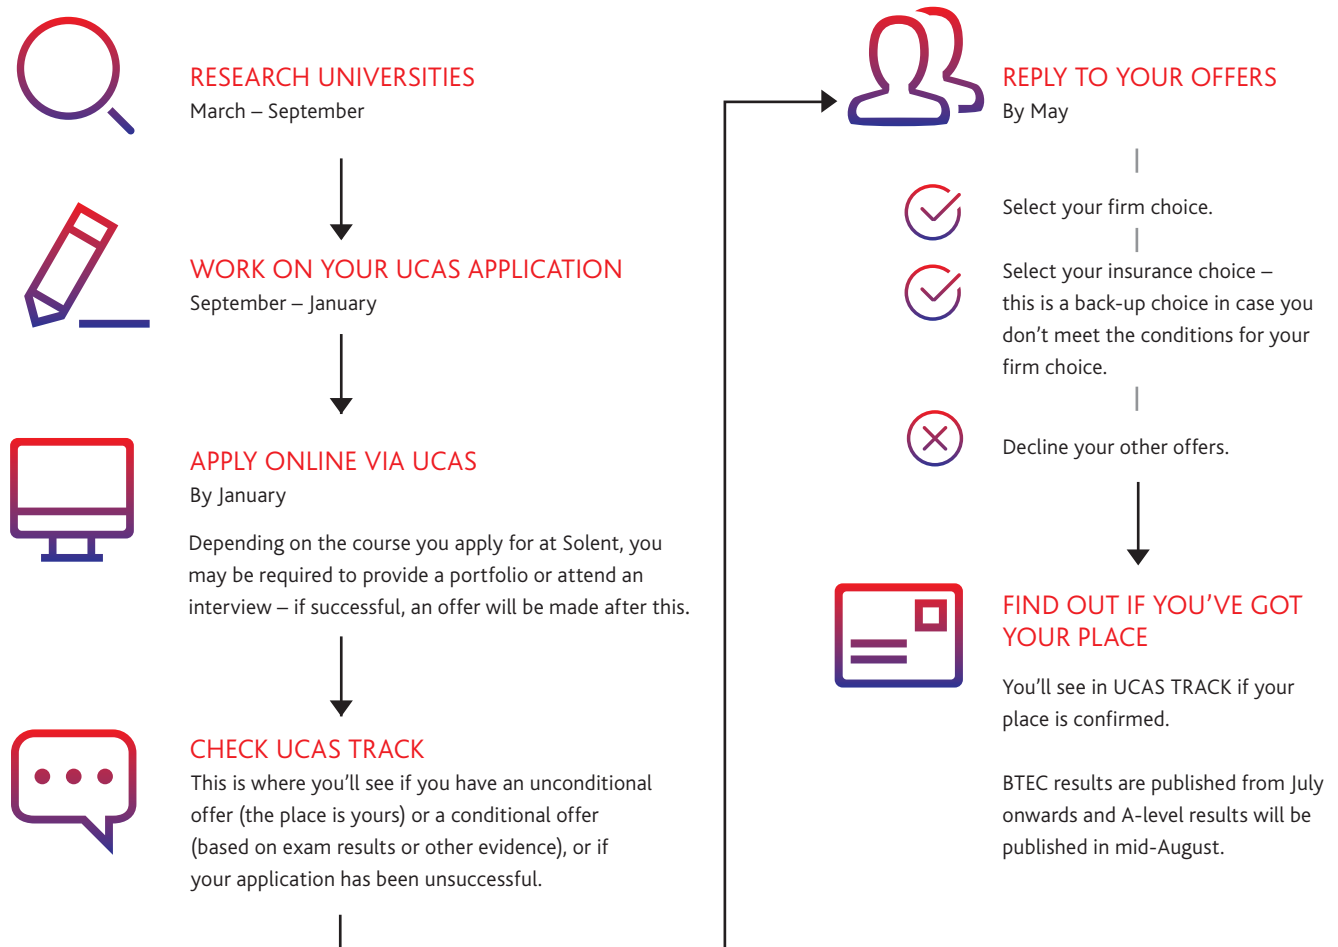 RESEARCH UNIVERSITIES
March – September
WORK ON YOUR UCAS APPLICATION
September – January
APPLY ONLINE VIA UCAS
By January
Depending on the course you apply for at Solent, you
may be required to provide a portfolio or attend an
interview – if successful, an offer will be made after this.
CHECK UCAS TRACK
This is where you’ll see if you have an unconditional
offer (the place is yours) or a conditional offer
(based on exam results or other evidence), or if
your application has been unsuccessful.
REPLY TO YOUR OFFERS
By May
Select your firm choice.
Select your insurance choice –
this is a back-up choice in case you
don’t meet the conditions for your
firm choice.
Decline your other offers.
FIND OUT IF YOU’VE GOT
YOUR PLACE
You’ll see in UCAS TRACK if your
place is confirmed.
BTEC results are published from July
onwards and A-level results will be
published in mid-August.